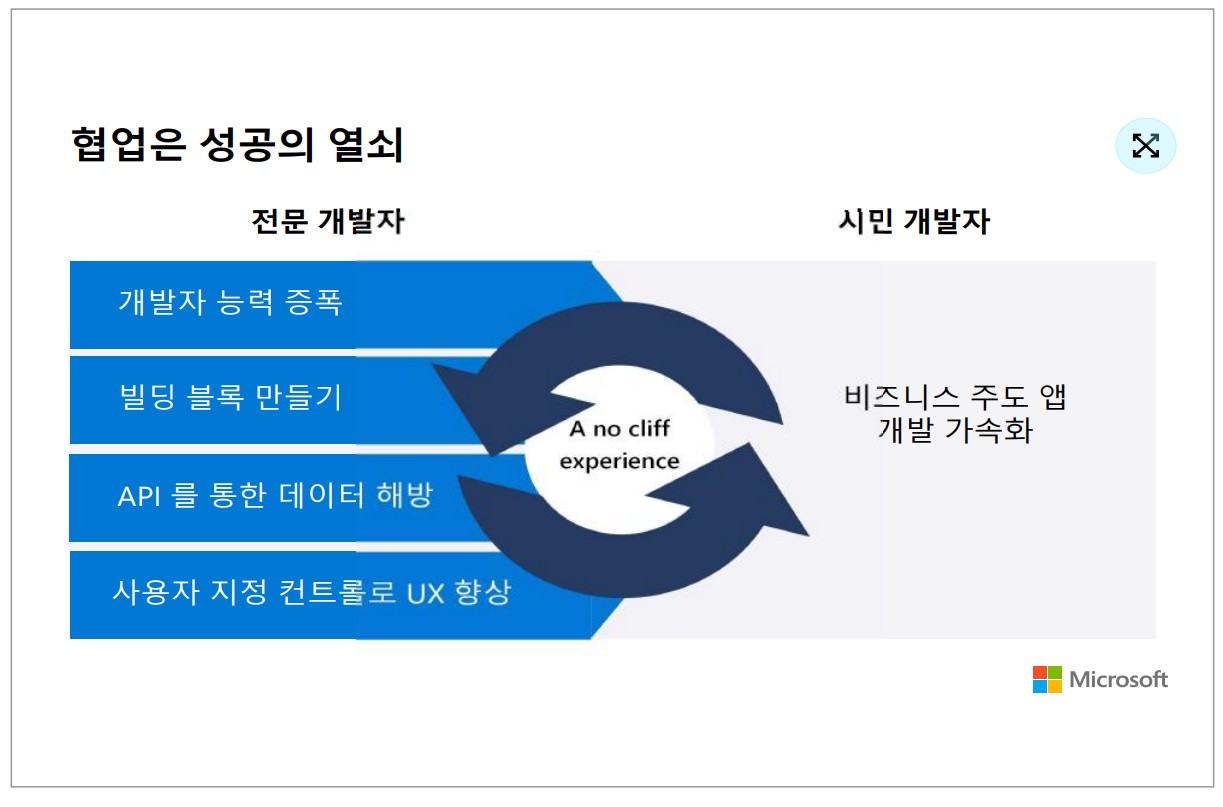 협업은 성공의 열쇠
전문 개발자
시민 개발자
개발자 능력 증폭
빌딩 블록 만들기
API 를 통한 데이터 해방
사용자 지정 컨트롤로 UX 향상
A no cliff
experience
비즈니스 주도 앱
개발 가속화
Microsoft